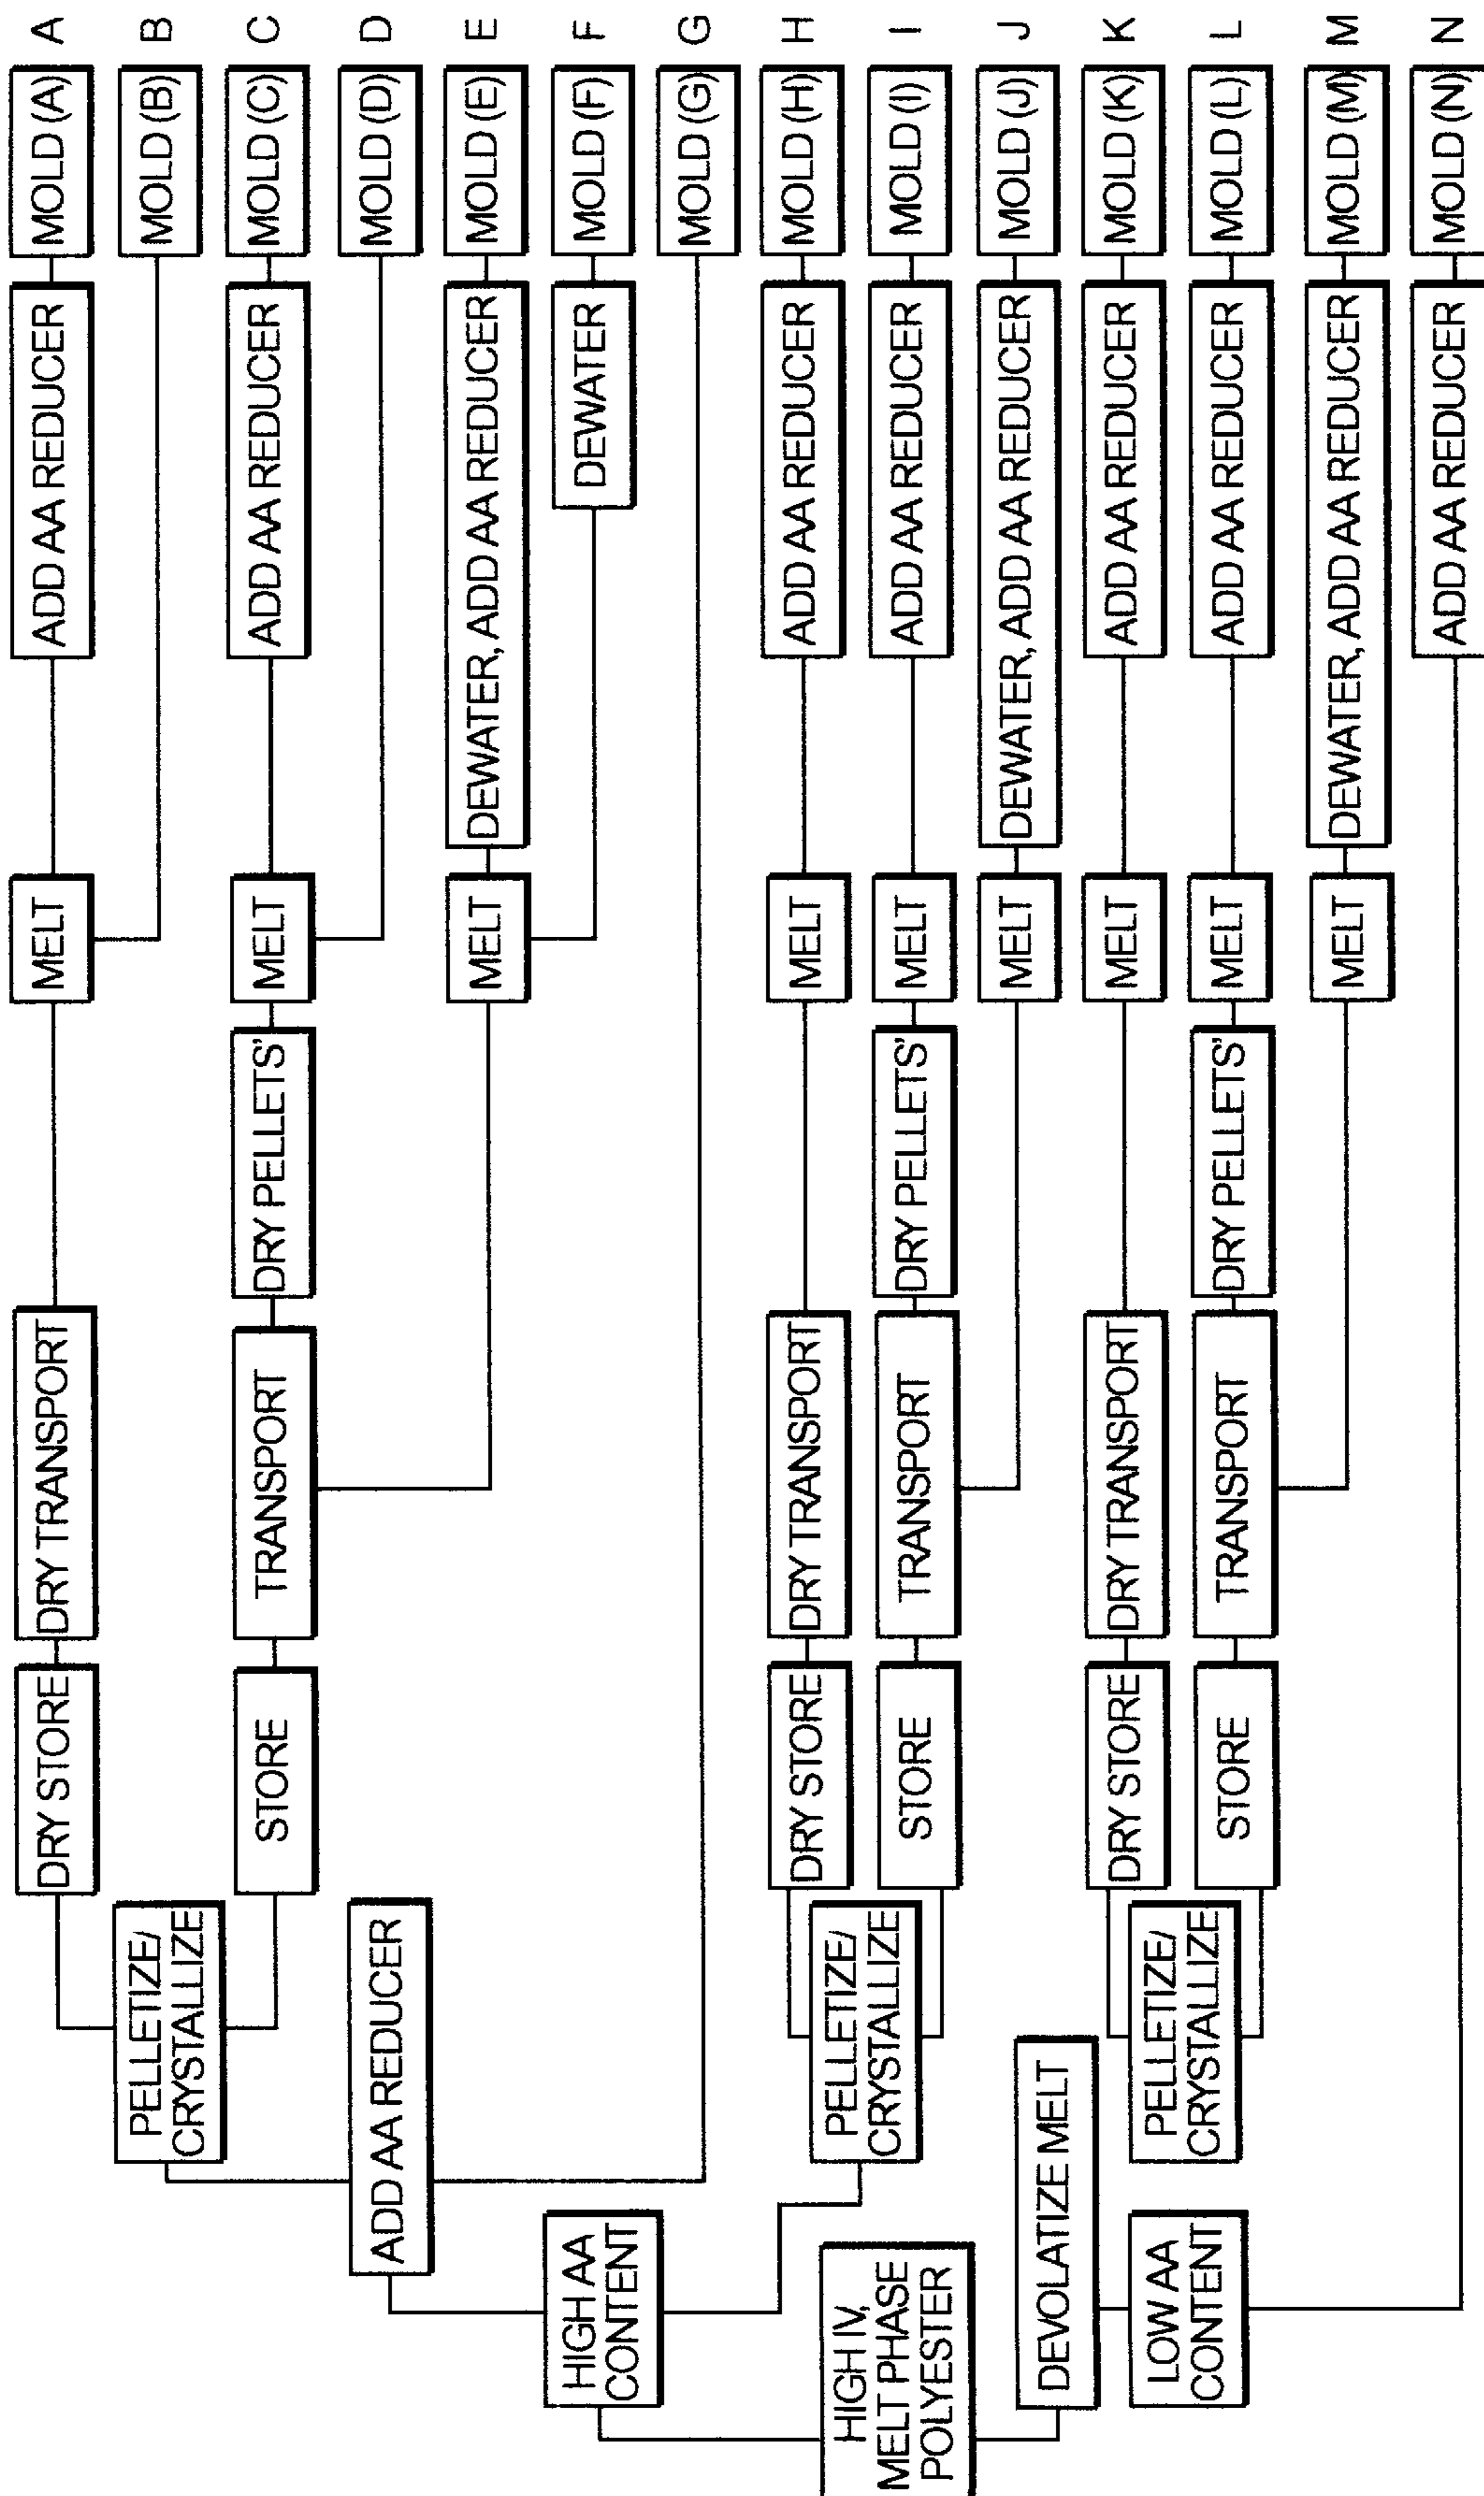 DRY STORE
DRY TRANSPORT
MELT
ADD AA REDUCER
MOLD (A)
A
PELLETIZE/
CRYSTALLIZE
MOLD (B)
B
STORE
TRANSPORT
DRY PELLETS'
MELT
ADD AA REDUCER
MOLD (C)
C
ADD AA REDUCER
MOLD (D)
D
MELT
DEWATER, ADD AA REDUCER
MOLD (E)
E
HIGH AA
CONTENT
DEWATER
MOLD (F)
F
MOLD (G)
G
DRY STORE
DRY TRANSPORT
MELT
ADD AA REDUCER
MOLD (H)
H
HIGH IV,
MELT PHASE
POLYESTER
PELLETIZE/
CRYSTALLIZE
STORE
TRANSPORT
DRY PELLETS'
MELT
ADD AA REDUCER
MOLD (I)
I
DEVOLATIZE MELT
MELT
DEWATER, ADD AA REDUCER
MOLD (J)
J
DRY STORE
DRY TRANSPORT
MELT
ADD AA REDUCER
MOLD (K)
K
LOW AA
CONTENT
PELLETIZE/
CRYSTALLIZE
STORE
TRANSPORT
DRY PELLETS'
MELT
ADD AA REDUCER
MOLD (L)
L
MELT
DEWATER, ADD AA REDUCER
MOLD (M)
M
ADD AA REDUCER
MOLD (N)
N